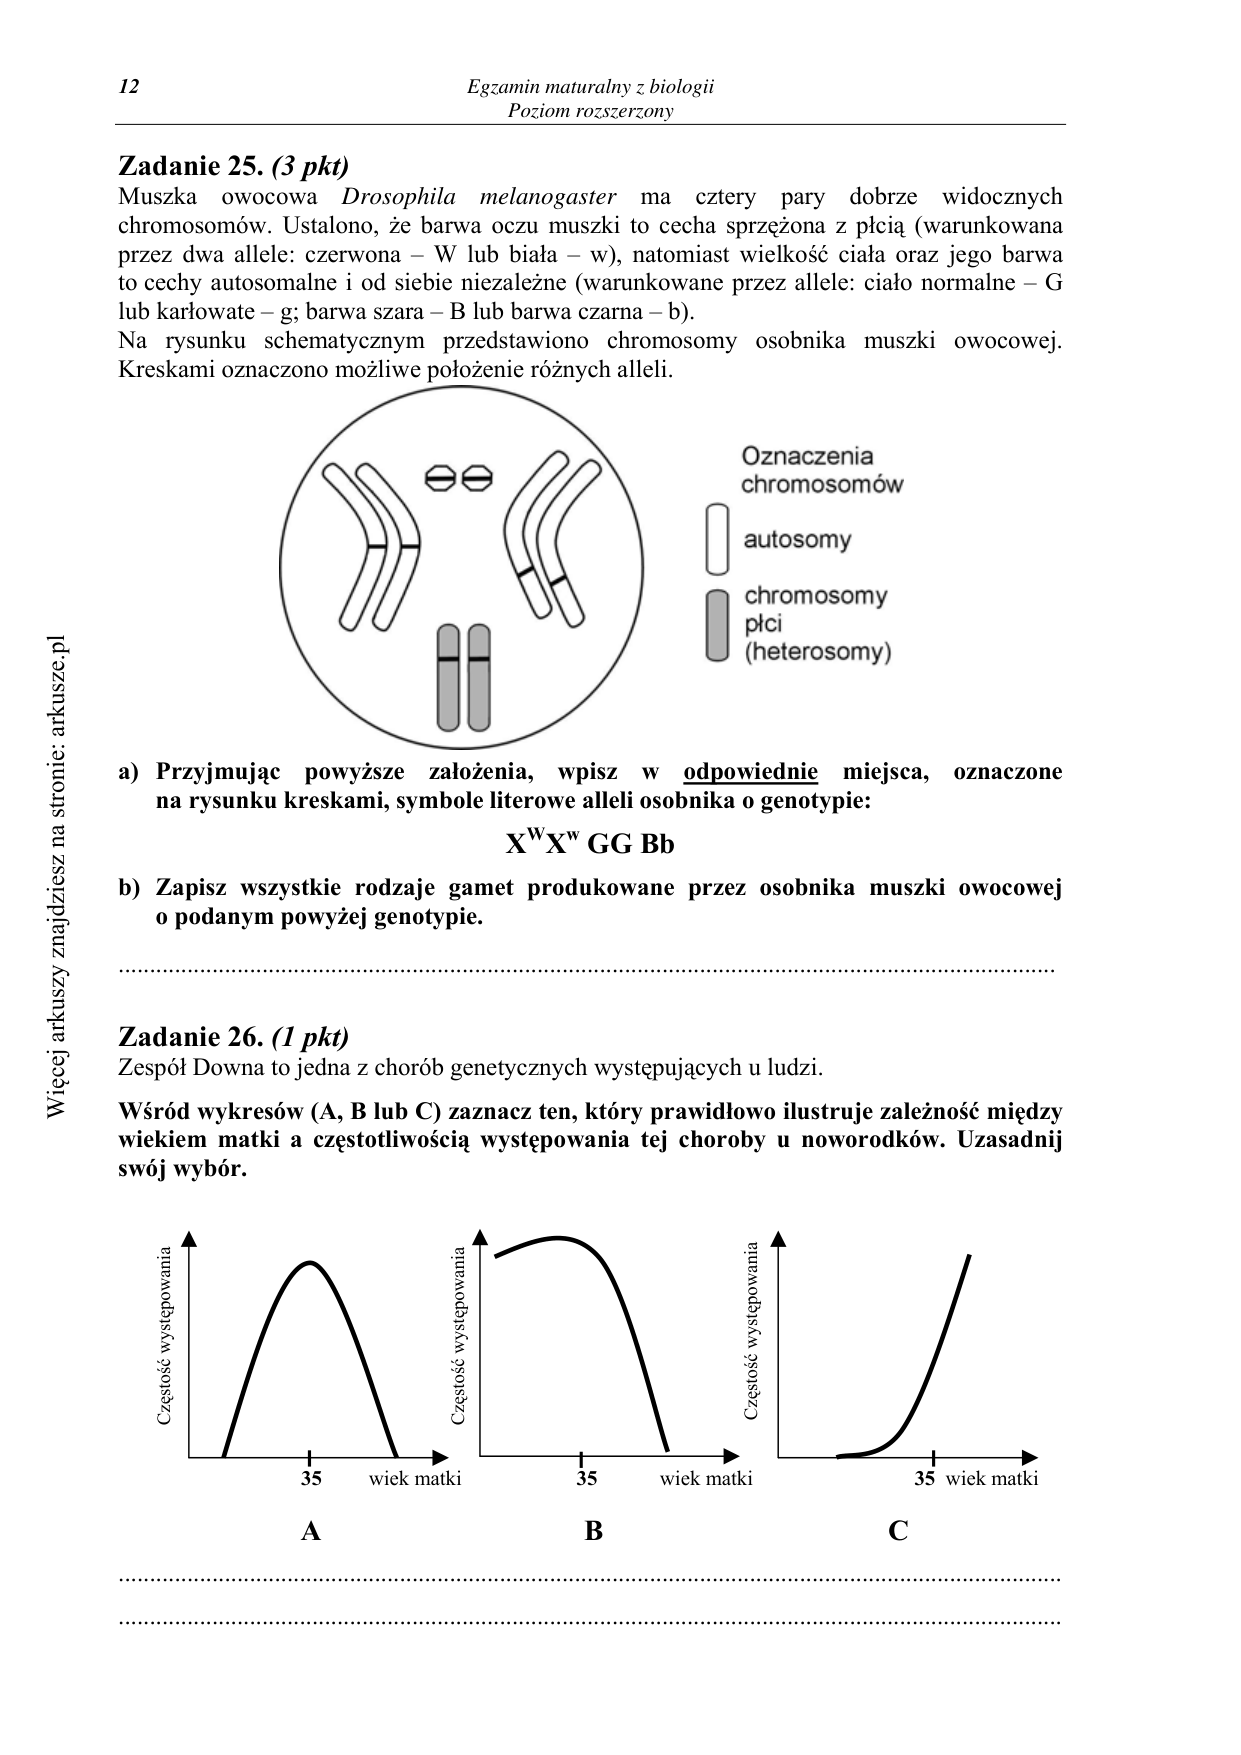 12
Egzamin maturalny z biologii
Poziom rozszerzony
Zadanie 25. (3 pkt)
Muszka owocowa Drosophila melanogaster ma cztery pary dobrze widocznych
chromosomów. Ustalono, że barwa oczu muszki to cecha sprzężona z płcią (warunkowana
przez dwa allele: czerwona – W lub biała – w), natomiast wielkość ciała oraz jego barwa
to cechy autosomalne i od siebie niezależne (warunkowane przez allele: ciało normalne – G
lub karłowate – g; barwa szara – B lub barwa czarna – b).
Na rysunku schematycznym przedstawiono chromosomy osobnika muszki owocowej.
Kreskami oznaczono możliwe położenie różnych alleli.
Oznaczenia
chromosomów
autosomy
chromosomy
płci
(heterosomy)
a) Przyjmując powyższe założenia, wpisz w odpowiednie miejsca, oznaczone
na rysunku kreskami, symbole literowe alleli osobnika o genotypie:
X^W X^w GG Bb
b) Zapisz wszystkie rodzaje gamet produkowane przez osobnika muszki owocowej
o podanym powyżej genotypie.
Zadanie 26. (1 pkt)
Zespół Downa to jedna z chorób genetycznych występujących u ludzi.
Wśród wykresów (A, B lub C) zaznacz ten, który prawidłowo ilustruje zależność między
wiekiem matki a częstotliwością występowania tej choroby u noworodków. Uzasadnij
swój wybór.
Częstość występowania
35
wiek matki
A
Częstość występowania
35
wiek matki
B
Częstość występowania
35
wiek matki
C
Więcej arkuszy znajdziesz na stronie: arkusze.pl